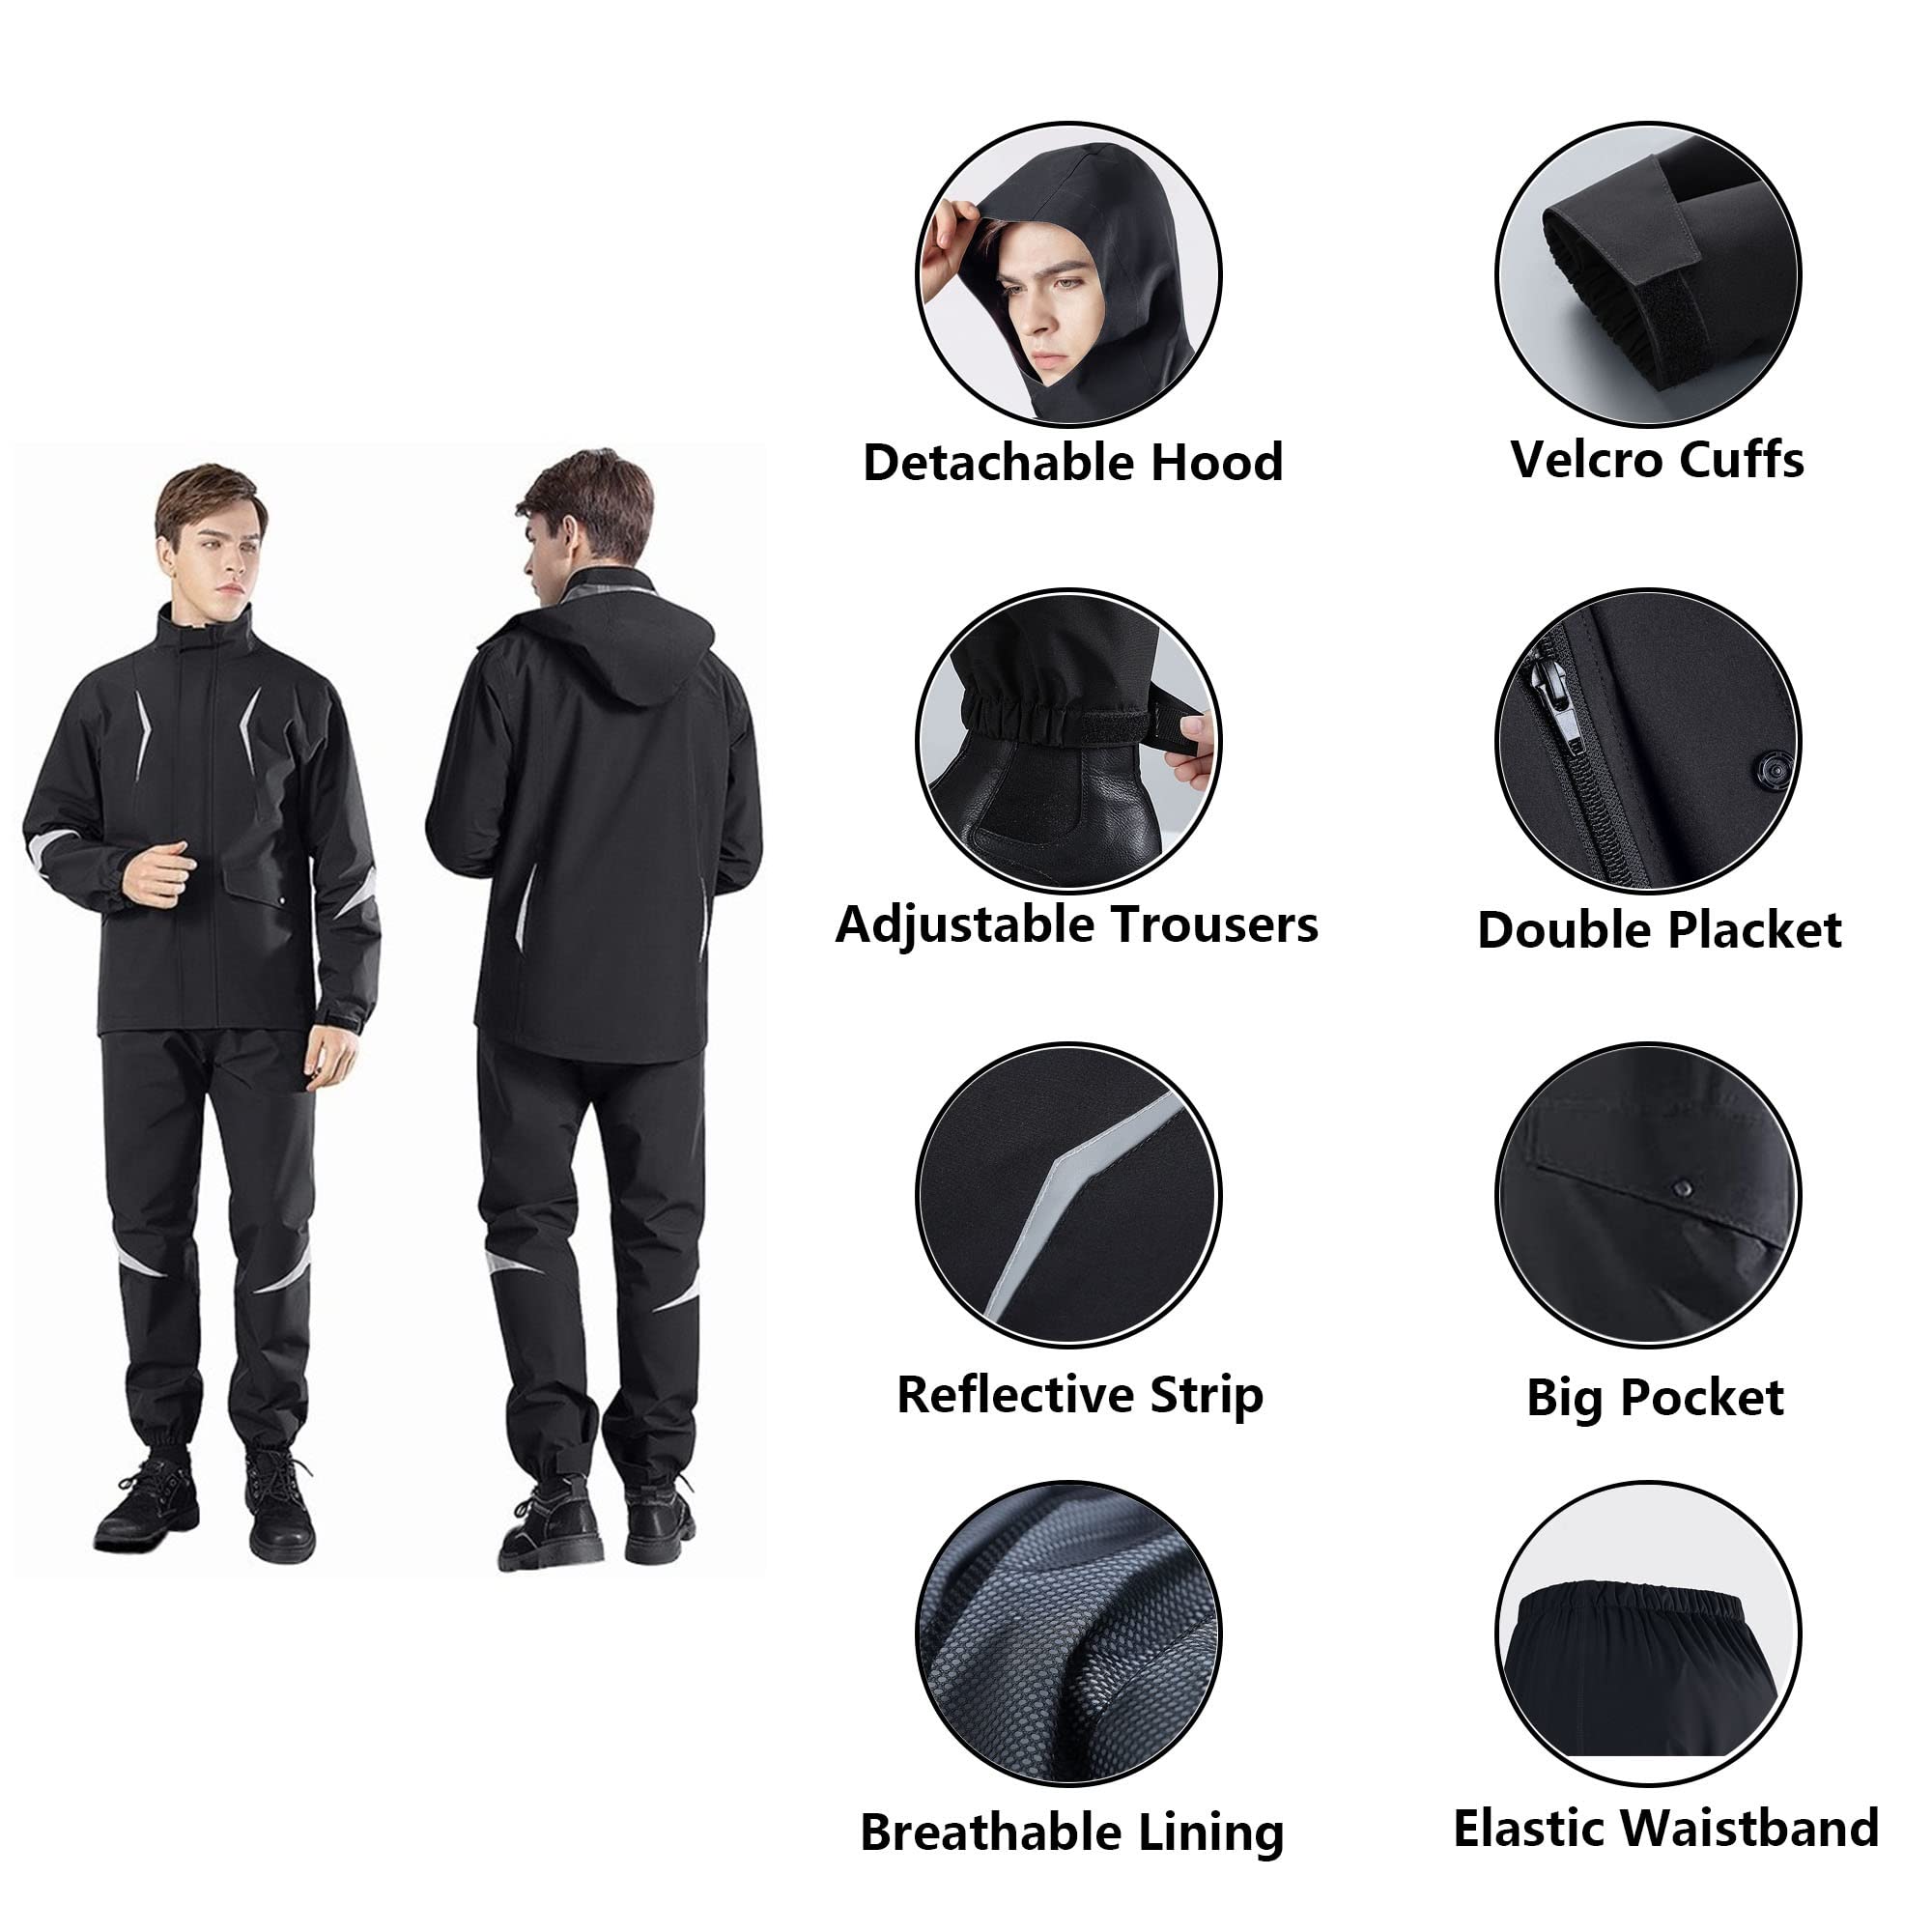 Detachable Hood
Velcro Cuffs
Adjustable Trousers
Double Placket
Reflective Strip
Big Pocket
Breathable Lining
Elastic Waistband